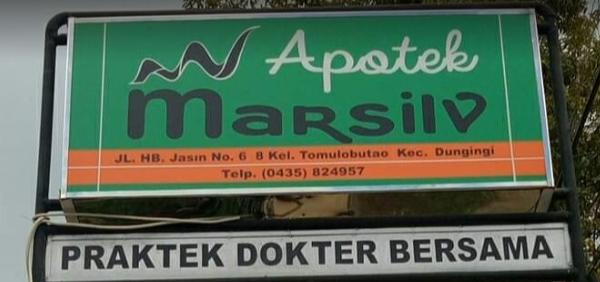 Apotek
marsilv
JL. HB. Jasin No. 6 8 Kel. Tomulobutao Kec. Dungingi
Telp. (0435) 824957
PRAKTEK DOKTER BERSAMA